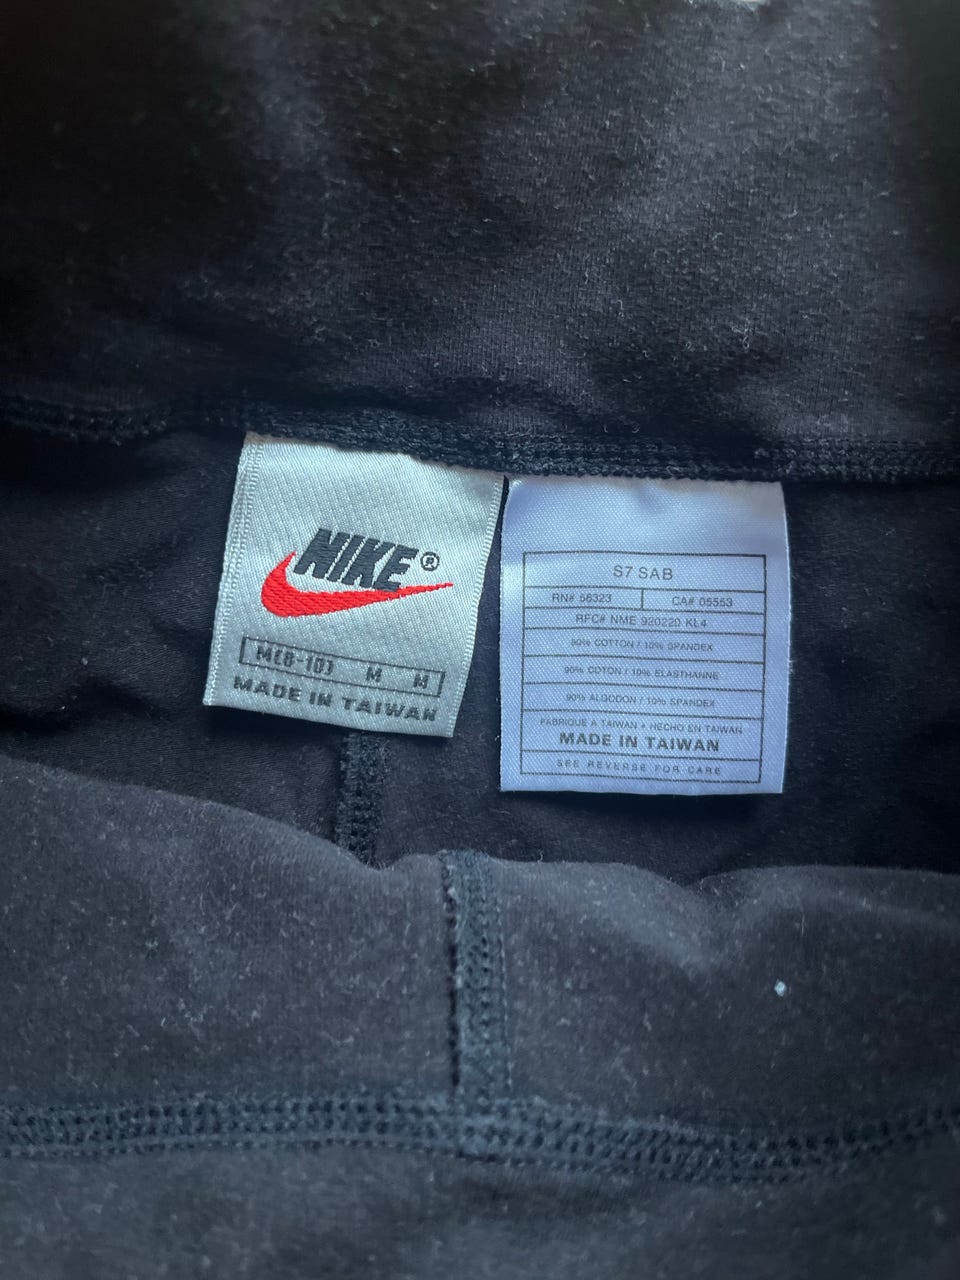 NIKE®
M(8-10) M M
MADE IN TAIWAN
S7 SAB
RN# 56323 CA# 05553
RFC# NME 920220 KL4
90% COTTON / 10% SPANDEX
90% COTON / 10% ELASTHANNE
90% ALGODON / 10% SPANDEX
FABRIQUE A TAIWAN • HECHO EN TAIWAN
MADE IN TAIWAN
SEE REVERSE FOR CARE